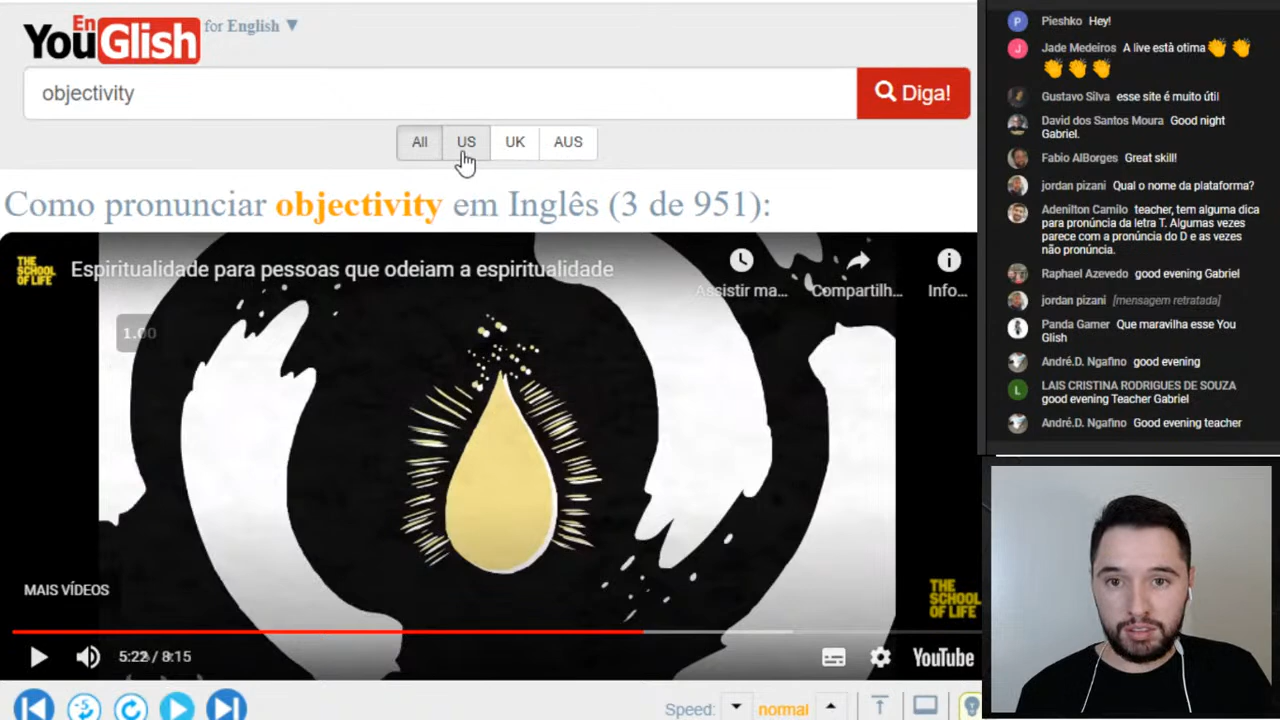 YouGlish
En
for English ▼
objectivity
Diga!
All US UK AUS
Como pronunciar objectivity em Inglês (3 de 951):
THE SCHOOL OF LIFE
Espiritualidade para pessoas que odeiam a espiritualidade
Assistir ma... Compartilh... Info...
1.00
MAIS VÍDEOS
THE SCHOOL OF LIFE
8:15
YouTube
Speed: normal
P Pieshko Hey!
J Jade Medeiros A live està otima 👏 👏
👏 👏 👏
Gustavo Silva esse site é muito útil
David dos Santos Moura Good night
Gabriel.
Fabio AlBorges Great skill!
jordan pizani Qual o nome da plataforma?
Adenilton Camilo teacher, tem alguma dica
para pronúncia da letra T. Algumas vezes
parece com a pronúncia do D e as vezes
não pronúncia.
Raphael Azevedo good evening Gabriel
jordan pizani [mensagem retratada]
Panda Gamer Que maravilha esse You
Glish
André.D. Ngafino good evening
L LAIS CRISTINA RODRIGUES DE SOUZA
good evening Teacher Gabriel
André.D. Ngafino Good evening teacher